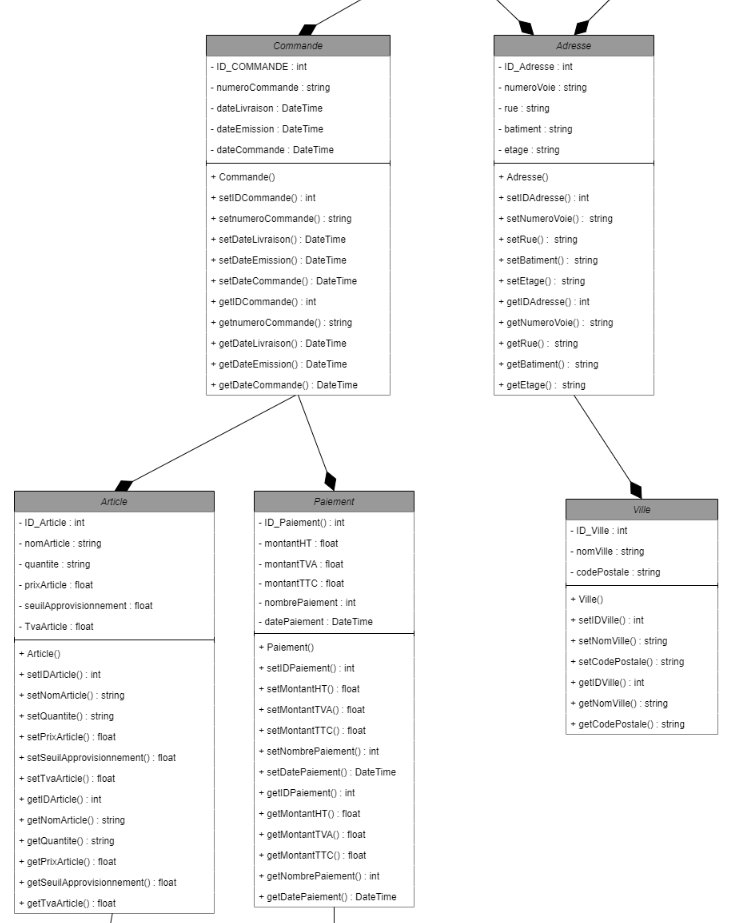 Commande
- ID_COMMANDE : int
- numeroCommande : string
- dateLivraison : DateTime
- dateEmission : DateTime
- dateCommande : DateTime
+ Commande()
+ setIDCommande() : int
+ setnumeroCommande() : string
+ setDateLivraison() : DateTime
+ setDateEmission() : DateTime
+ setDateCommande() : DateTime
+ getIDCommande() : int
+ getnumeroCommande() : string
+ getDateLivraison() : DateTime
+ getDateEmission() : DateTime
+ getDateCommande() : DateTime
Adresse
- ID_Adresse : int
- numeroVoie : string
- rue : string
- batiment : string
- etage : string
+ Adresse()
+ setIDAdresse() : int
+ setNumeroVoie() : string
+ setRue() : string
+ setBatiment() : string
+ setEtage() : string
+ getIDAdresse() : int
+ getNumeroVoie() : string
+ getRue() : string
+ getBatiment() : string
+ getEtage() : string
Article
- ID_Article : int
- nomArticle : string
- quantite : string
- prixArticle : float
- seuilApprovisionnement : float
- TvaArticle : float
+ Article()
+ setIDArticle() : int
+ setNomArticle() : string
+ setQuantite() : string
+ setPrixArticle() : float
+ setSeuilApprovisionnement() : float
+ setTvaArticle() : float
+ getIDArticle() : int
+ getNomArticle() : string
+ getQuantite() : string
+ getPrixArticle() : float
+ getSeuilApprovisionnement() : float
+ getTvaArticle() : float
Paiement
- ID_Paiement() : int
- montantHT : float
- montantTVA : float
- montantTTC : float
- nombrePaiement : int
- datePaiement : DateTime
+ Paiement()
+ setIDPaiement() : int
+ setMontantHT() : float
+ setMontantTVA() : float
+ setMontantTTC() : float
+ setNombrePaiement() : int
+ setDatePaiement() : DateTime
+ getIDPaiement() : int
+ getMontantHT() : float
+ getMontantTVA() : float
+ getMontantTTC() : float
+ getNombrePaiement() : int
+ getDatePaiement() : DateTime
Ville
- ID_Ville : int
- nomVille : string
- codePostale : string
+ Ville()
+ setIDVille() : int
+ setNomVille() : string
+ setCodePostale() : string
+ getIDVille() : int
+ getNomVille() : string
+ getCodePostale() : string